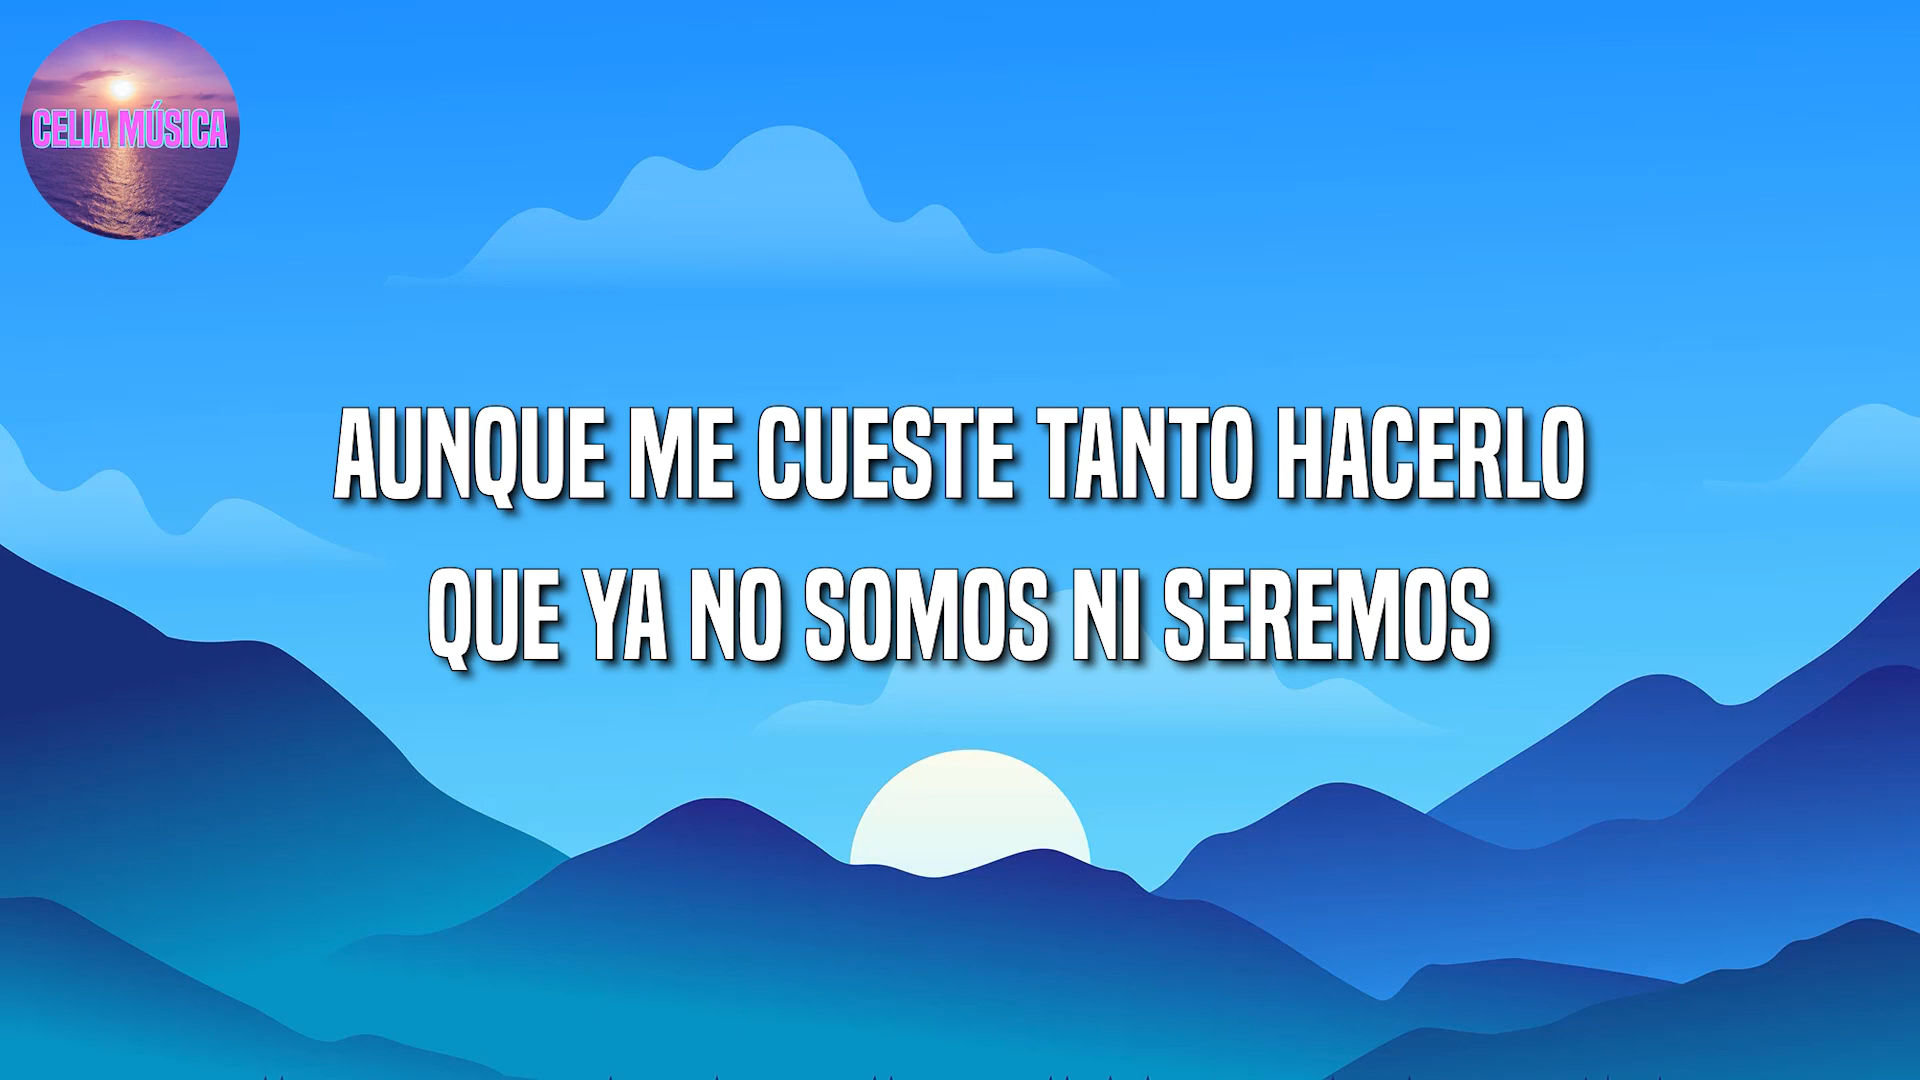 CELIA MÚSICA
AUNQUE ME CUESTE TANTO HACERLO
QUE YA NO SOMOS NI SEREMOS